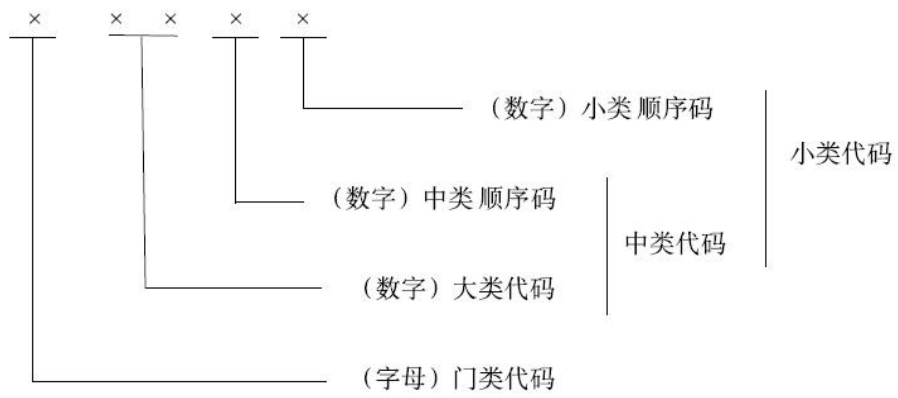 × × × × ×
（数字）小类 顺序码
小类代码
（数字）中类 顺序码
中类代码
（数字）大类代码
（字母）门类代码